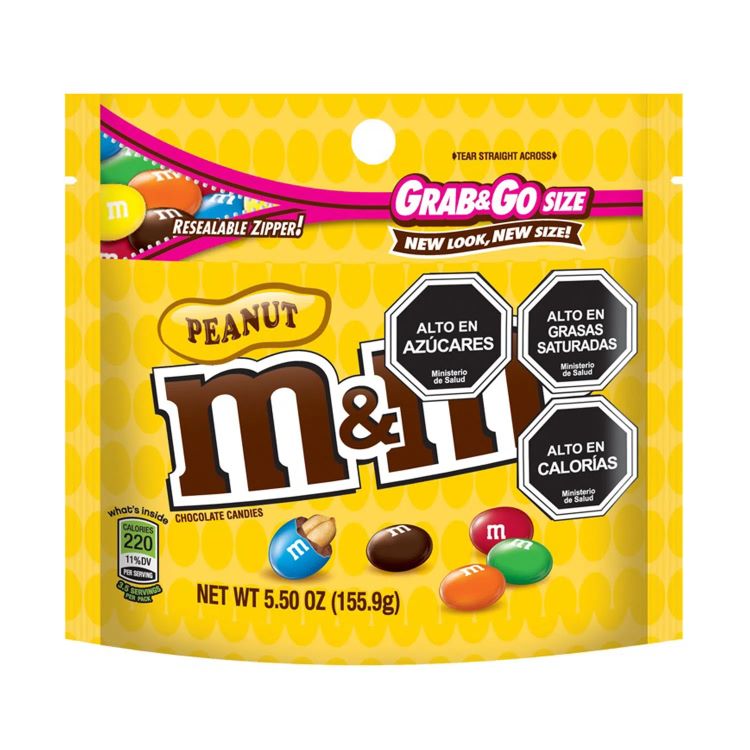 ◆TEAR STRAIGHT ACROSS◆
GRAB&GO SIZE
NEW LOOK, NEW SIZE!
m
m
m
RESEALABLE ZIPPER!
PEANUT
m&m
ALTO EN
AZÚCARES
Ministerio
de Salud
ALTO EN
GRASAS
SATURADAS
Ministerio
de Salud
ALTO EN
CALORÍAS
Ministerio
de Salud
CHOCOLATE CANDIES
what's inside
CALORIES
220
11%DV
PER SERVING
3.5 SERVINGS
PER PACK
m
m
m
m
m
NET WT 5.50 OZ (155.9g)